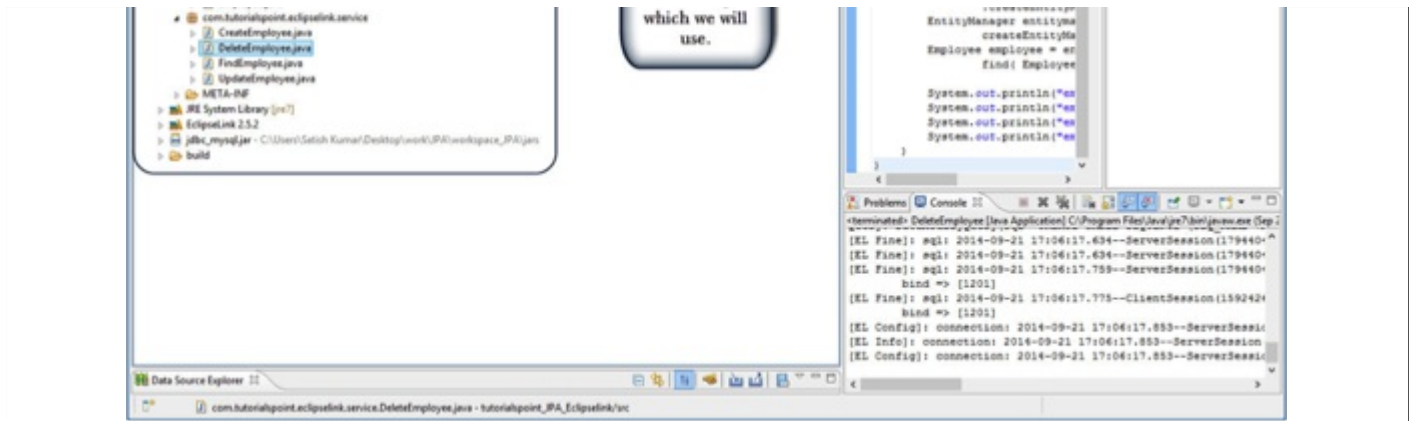 com.tutorialspoint.eclipselink.service
CreateEmployee.java
DeleteEmployee.java
FindEmployee.java
UpdateEmployee.java
META-INF
JRE System Library [jre7]
EclipseLink 2.5.2
jdbc_mysql.jar - C:\Users\Satish Kumar\Desktop\work\JPA\workspace_JPA\jars
build
which we will
use.
EntityManager entityma
createEntityMa
Employee employee = en
find( Employee
System.out.println("em
System.out.println("em
System.out.println("em
System.out.println("em
}
}
Problems Console
<terminated> DeleteEmployee [Java Application] C:\Program Files\Java\jre7\bin\javaw.exe (Sep 2
[EL Fine]: sql: 2014-09-21 17:06:17.634--ServerSession(179440
[EL Fine]: sql: 2014-09-21 17:06:17.634--ServerSession(179440
[EL Fine]: sql: 2014-09-21 17:06:17.759--ServerSession(179440
bind => [1201]
[EL Fine]: sql: 2014-09-21 17:06:17.775--ClientSession(159242
bind => [1201]
[EL Config]: connection: 2014-09-21 17:06:17.853--ServerSessio
[EL Info]: connection: 2014-09-21 17:06:17.853--ServerSession
[EL Config]: connection: 2014-09-21 17:06:17.853--ServerSessio
Data Source Explorer
com.tutorialspoint.eclipselink.service.DeleteEmployee.java - tutorialspoint_JPA_Eclipselink/src